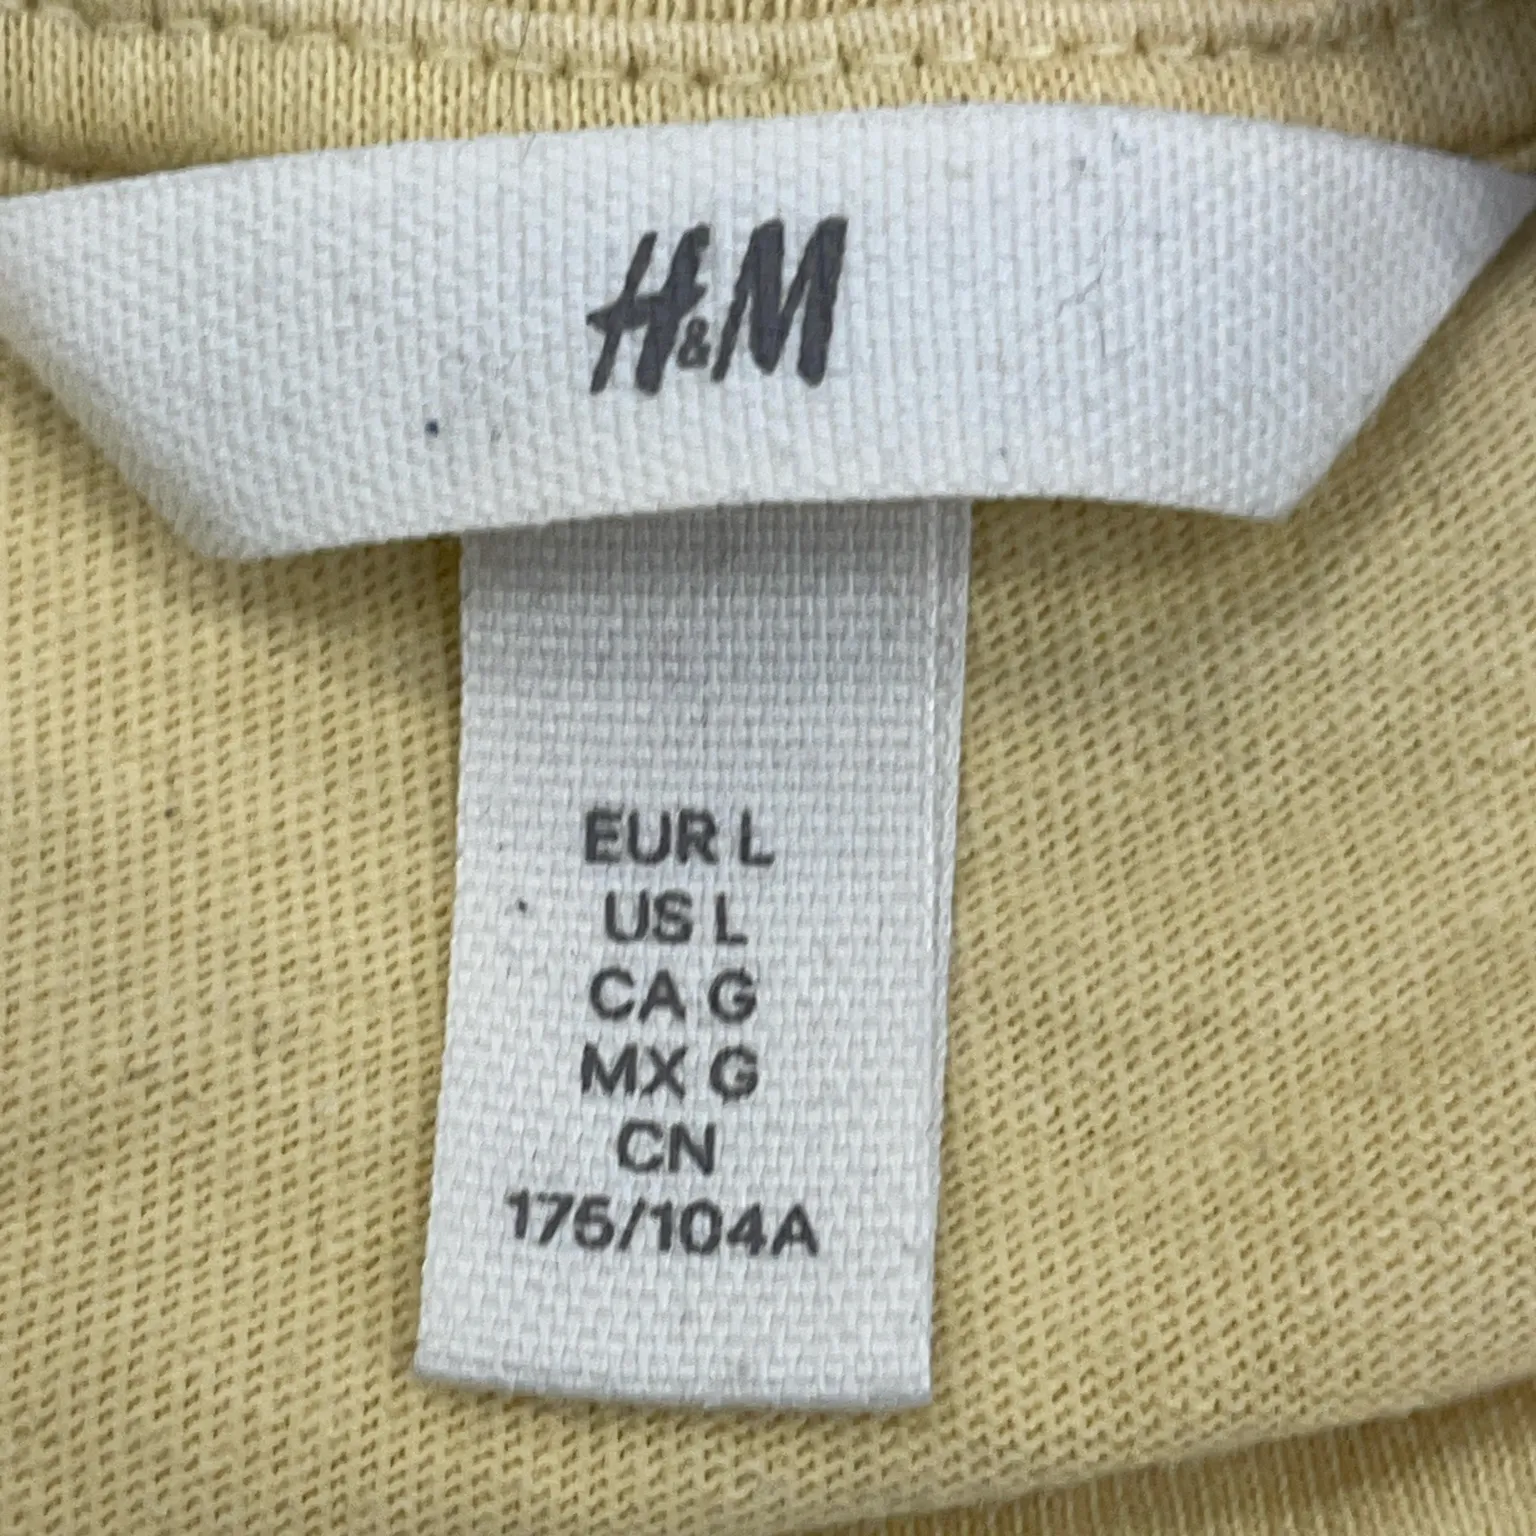 H&M
EUR L
US L
CA G
MX G
CN
175/104A